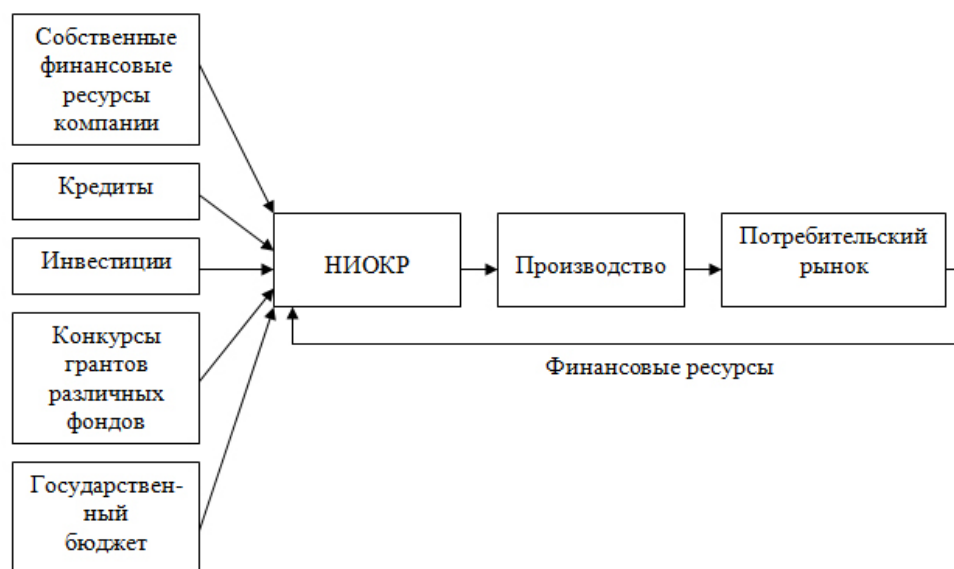 Собственные
финансовые
ресурсы
компании
Кредиты
Инвестиции
Конкурсы
грантов
различных
фондов
Государствен-
ный
бюджет
НИОКР
Производство
Потребительский
рынок
Финансовые ресурсы